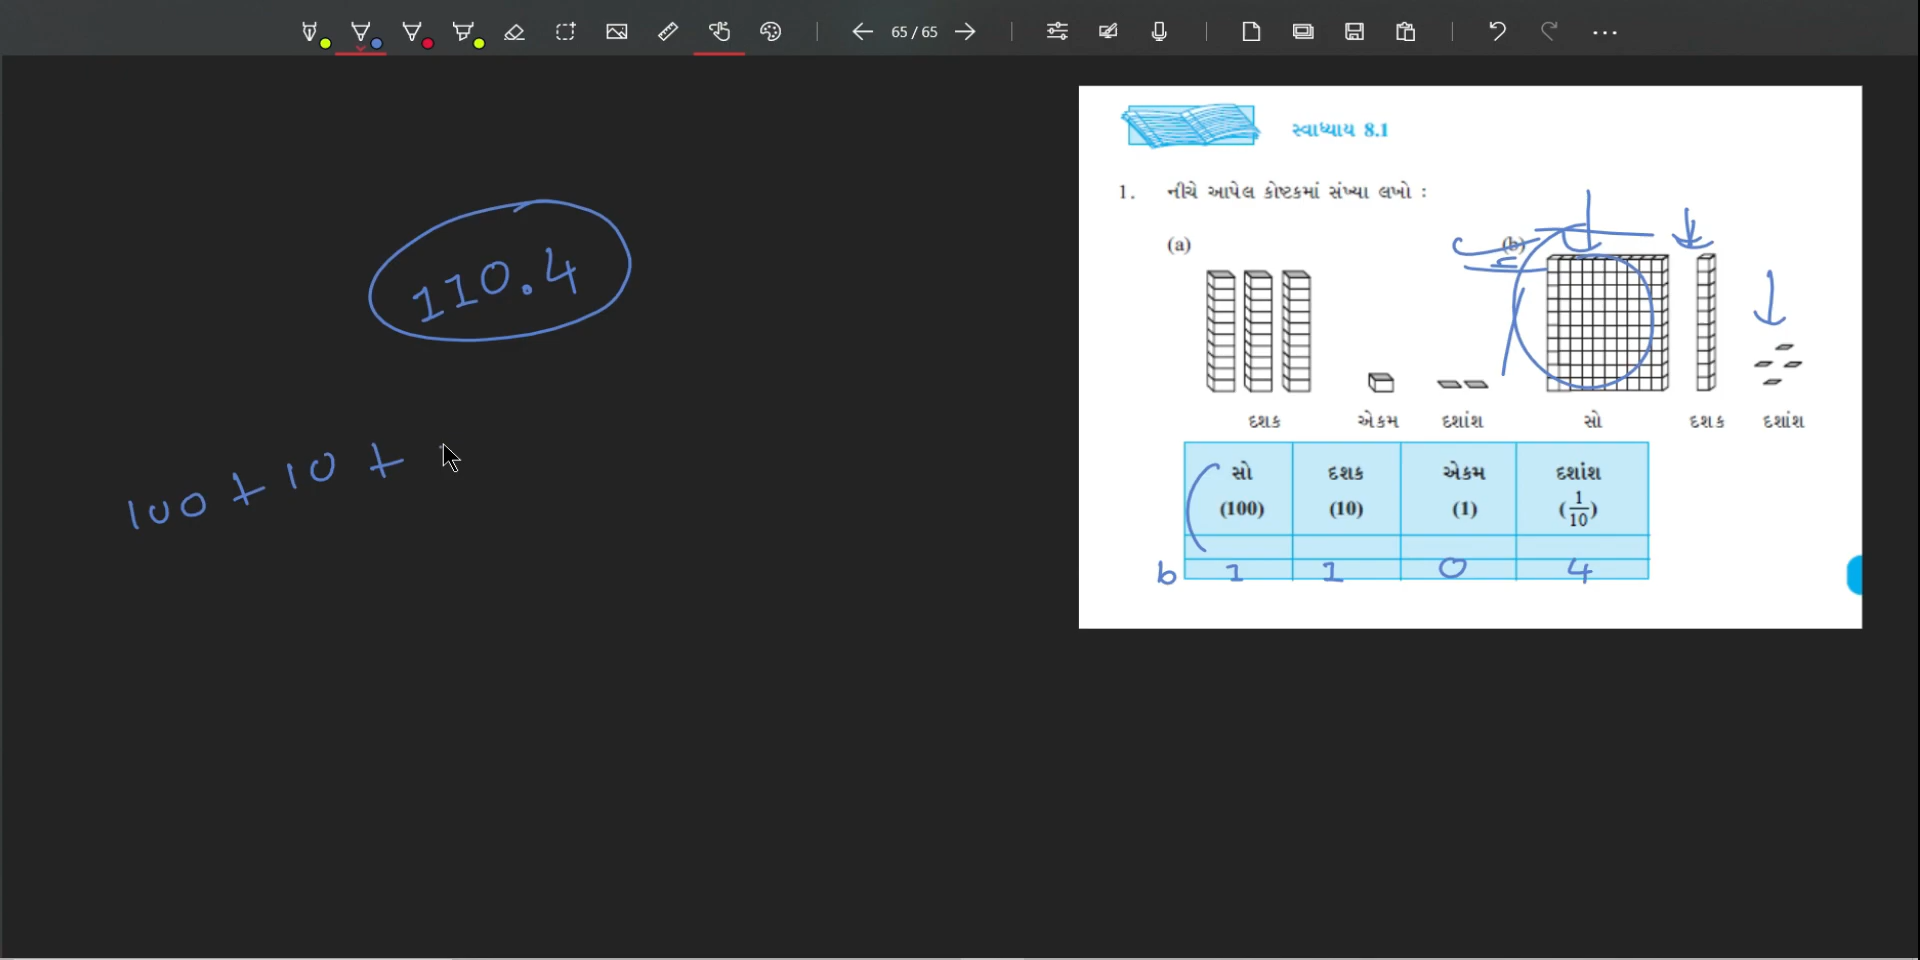 65 / 65
110.4
100 + 10 +
સ્વાધ્યાય 8.1
1. નીચે આપેલ કોષ્ટકમાં સંખ્યા લખો :
(a) (b)
દશક એકમ દશાંશ સો દશક દશાંશ
સો દશક એકમ દશાંશ
(100) (10) (1) (1/10)
b 1 1 0 4